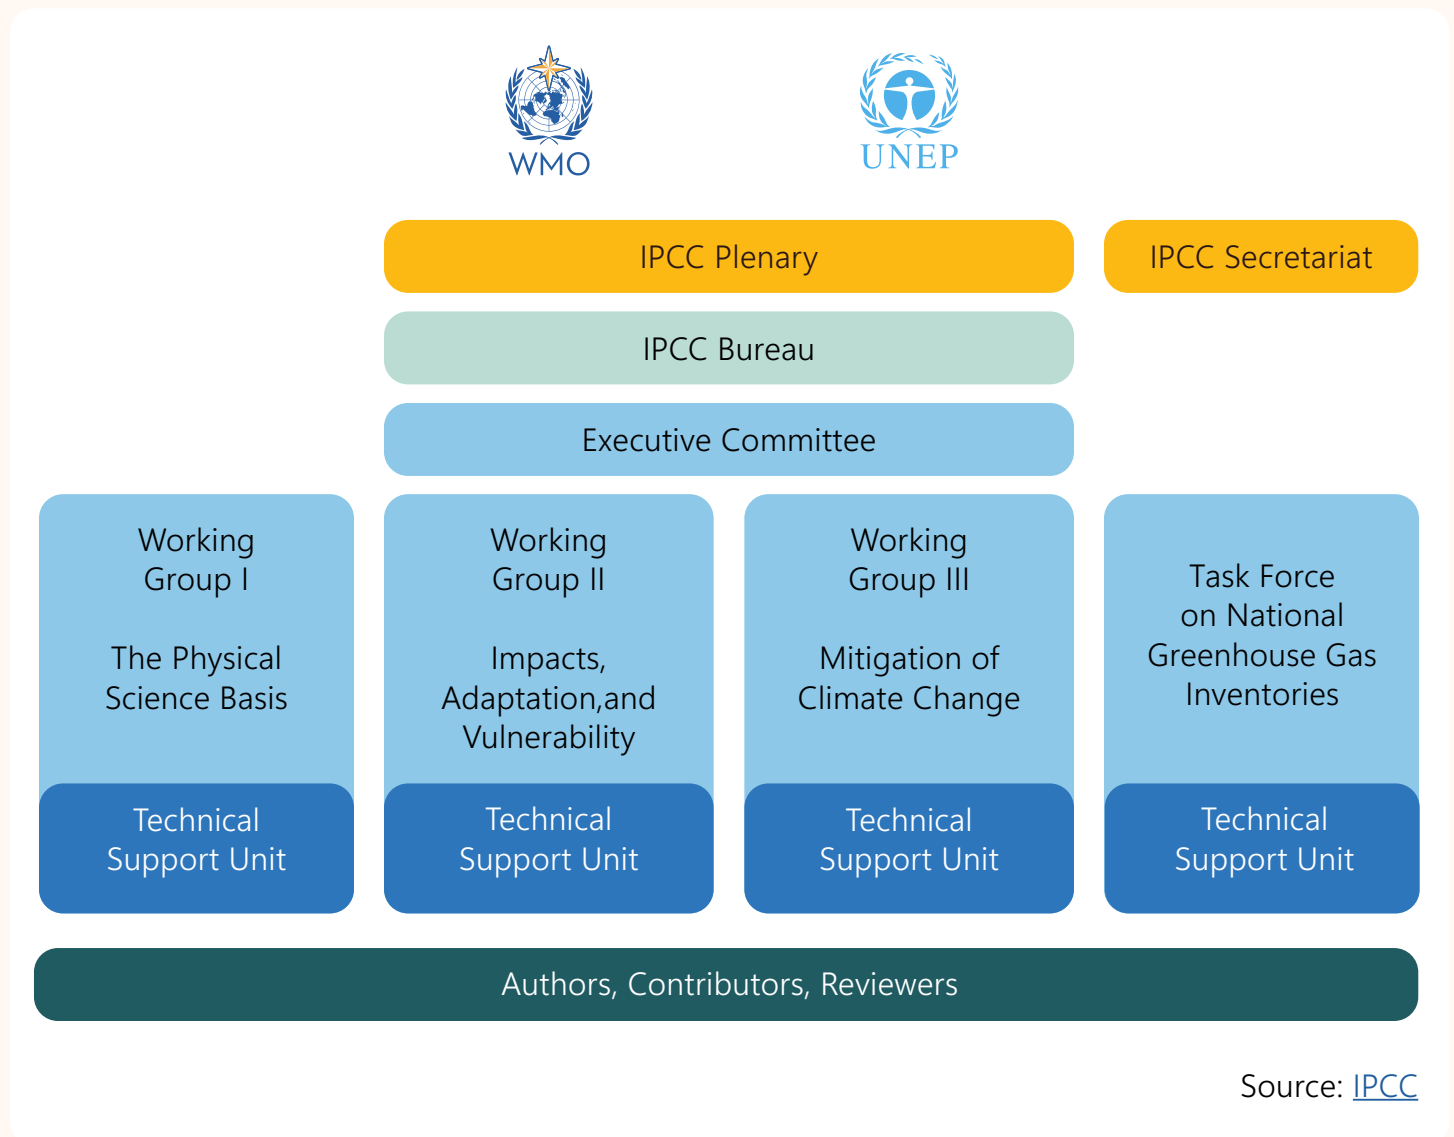 WMO
UNEP
IPCC Plenary
IPCC Secretariat
IPCC Bureau
Executive Committee
Working
Group I
The Physical
Science Basis
Technical
Support Unit
Working
Group II
Impacts,
Adaptation,and
Vulnerability
Technical
Support Unit
Working
Group III
Mitigation of
Climate Change
Technical
Support Unit
Task Force
on National
Greenhouse Gas
Inventories
Technical
Support Unit
Authors, Contributors, Reviewers
Source: IPCC